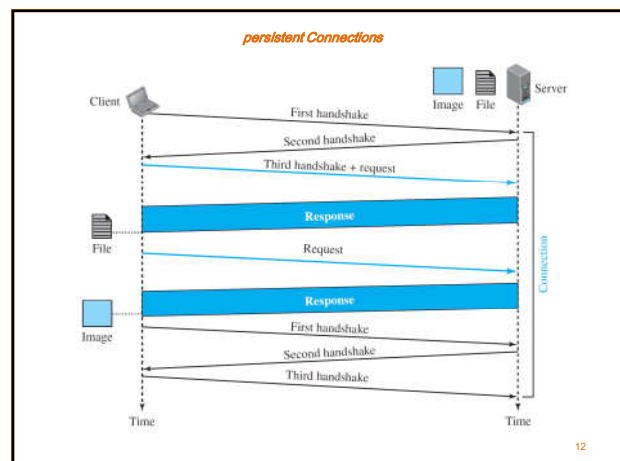 persistent Connections
Client
Image
File
Server
First handshake
Second handshake
Third handshake + request
Response
File
Request
Connection
Response
Image
First handshake
Second handshake
Third handshake
Time
Time
12